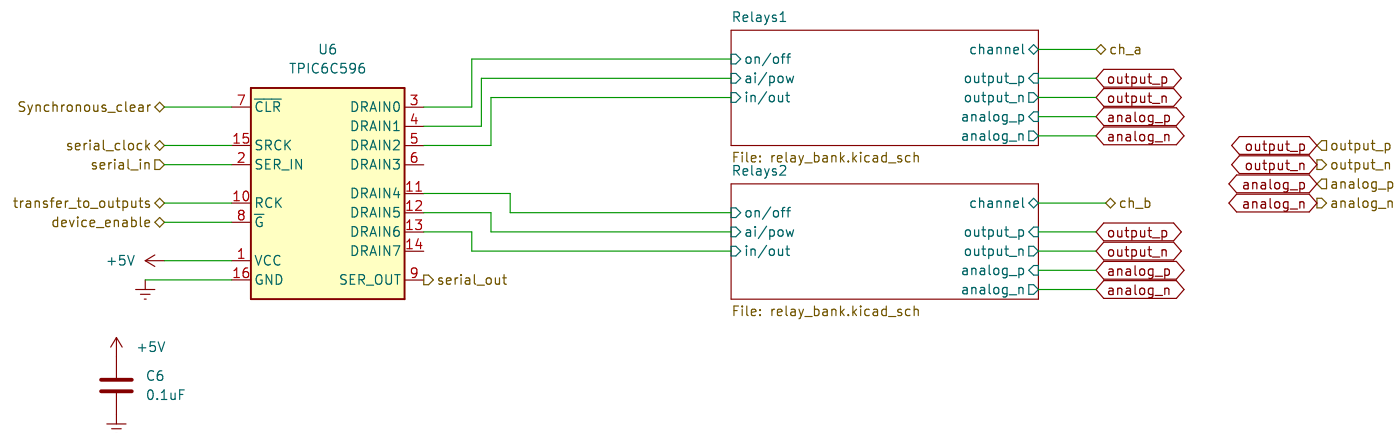 Relays1
U6
TPIC6C596
Synchronous_clear
7
CLR
serial_clock
15
SRCK
serial_in
2
SER_IN
transfer_to_outputs
10
RCK
device_enable
8
G
+5V
1
VCC
16
GND
DRAIN0
3
DRAIN1
4
DRAIN2
5
DRAIN3
6
DRAIN4
11
DRAIN5
12
DRAIN6
13
DRAIN7
14
SER_OUT
9
serial_out
on/off
ai/pow
in/out
channel
ch_a
output_p
output_p
output_n
output_n
analog_p
analog_p
analog_n
analog_n
File: relay_bank.kicad_sch
Relays2
on/off
ai/pow
in/out
channel
ch_b
output_p
output_p
output_n
output_n
analog_p
analog_p
analog_n
analog_n
File: relay_bank.kicad_sch
output_p
output_p
output_n
output_n
analog_p
analog_p
analog_n
analog_n
+5V
C6
0.1uF